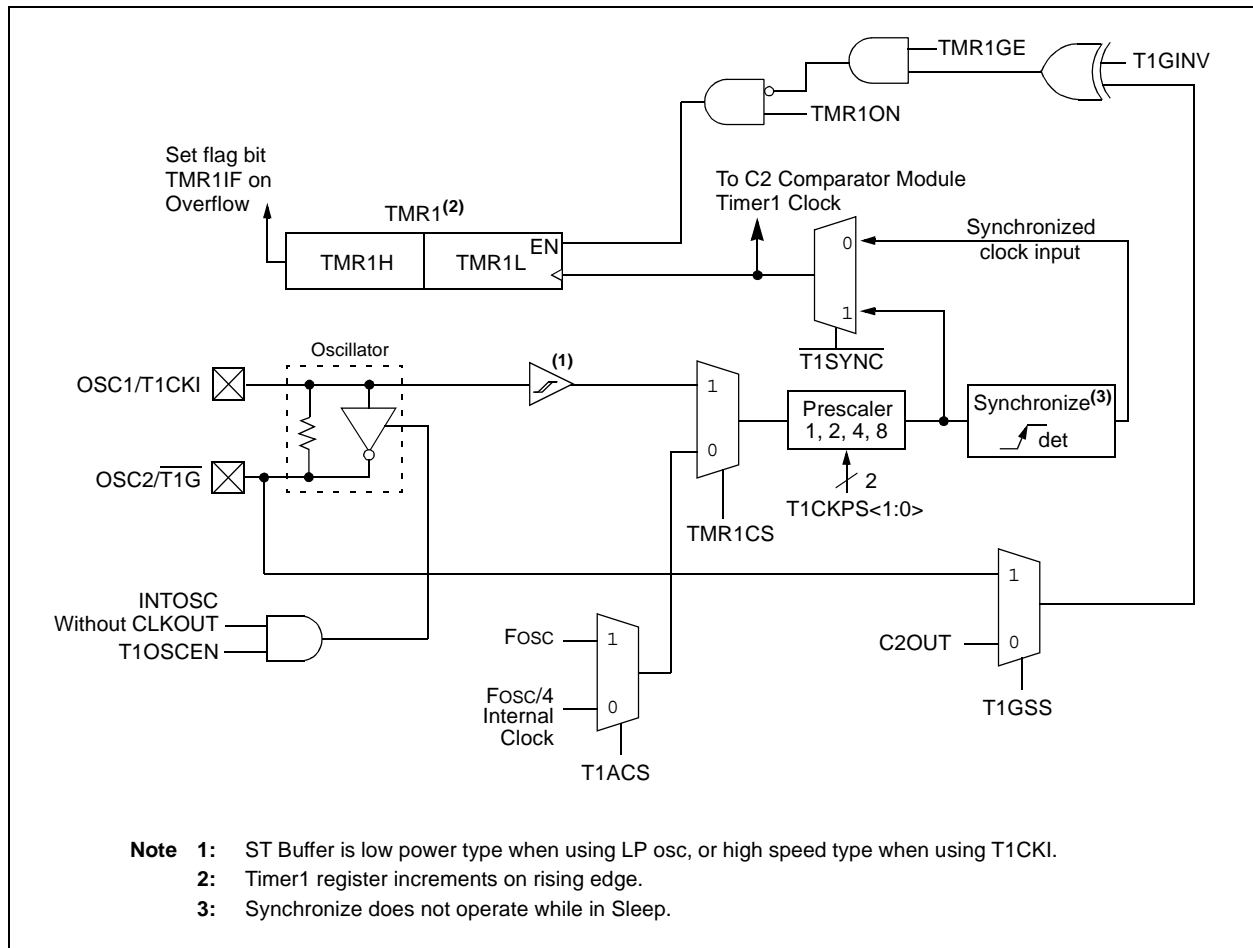 TMR1GE
T1GINV
TMR1ON
Set flag bit
TMR1IF on
Overflow
To C2 Comparator Module
Timer1 Clock
TMR1(2)
EN
TMR1H
TMR1L
0
1
Synchronized
clock input
T1SYNC
Oscillator
(1)
OSC1/T1CKI
OSC2/T1G
1
0
Prescaler
1, 2, 4, 8
Synchronize(3)
det
2
T1CKPS<1:0>
TMR1CS
INTOSC
Without CLKOUT
T1OSCEN
FOSC
1
FOSC/4
Internal
Clock
0
T1ACS
1
C2OUT
0
T1GSS
Note 1: ST Buffer is low power type when using LP osc, or high speed type when using T1CKI.
2: Timer1 register increments on rising edge.
3: Synchronize does not operate while in Sleep.